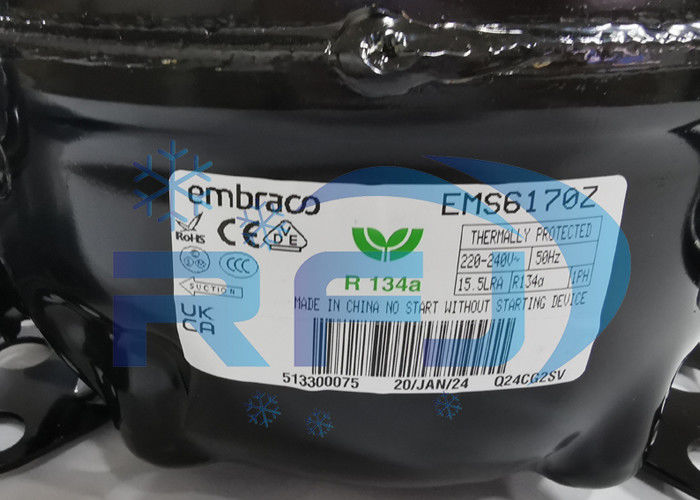 embraco
EMS6170Z
RoHS
CE
VDE
CCC
SUCTION
UK
CA
R 134a
THERMALLY PROTECTED
220-240V~ 50Hz
15.5LRA R134a 1PH
MADE IN CHINA NO START WITHOUT STARTING DEVICE
513300075 20/JAN/24 Q24CG2SV